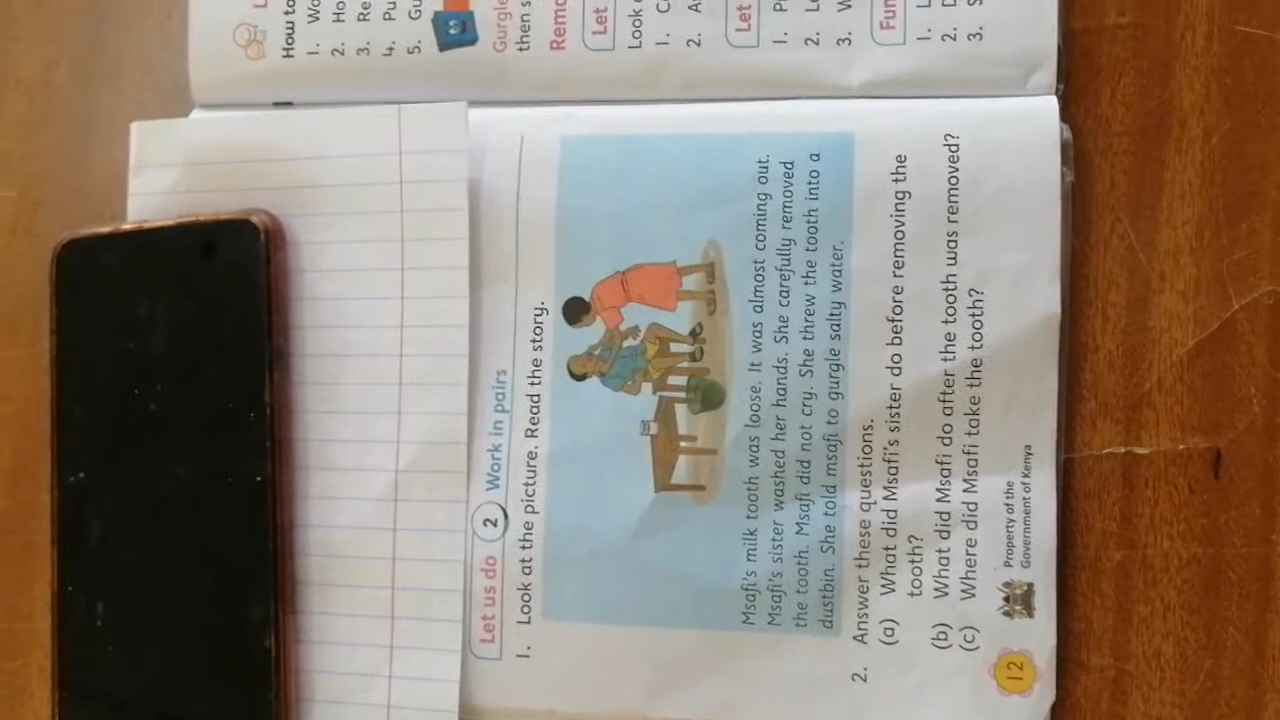 Let us do 2 Work in pairs
1. Look at the picture. Read the story.
Msafi's milk tooth was loose. It was almost coming out.
Msafi's sister washed her hands. She carefully removed
the tooth. Msafi did not cry. She threw the tooth into a
dustbin. She told msafi to gurgle salty water.
2. Answer these questions.
(a) What did Msafi's sister do before removing the
tooth?
(b) What did Msafi do after the tooth was removed?
(c) Where did Msafi take the tooth?
12
Property of the
Government of Kenya
How to
1.
2.
3.
4.
5.
Gurgle
then
Let
Look
1.
2.
Let
1.
2.
3.
1.
2.
3.